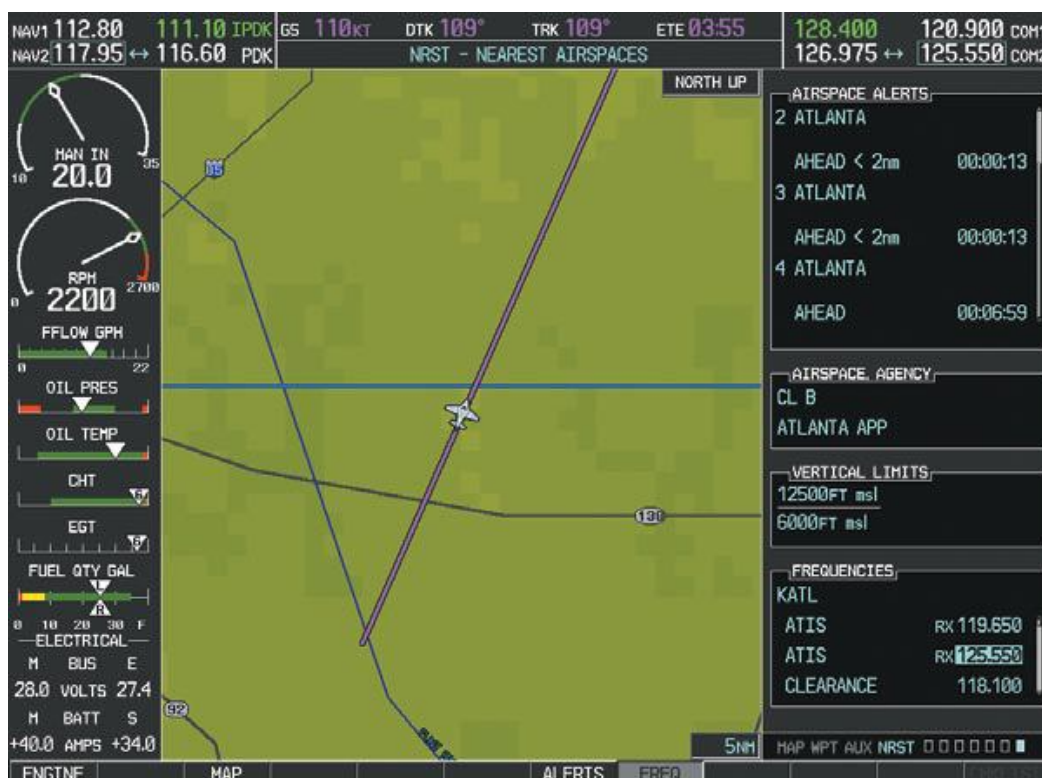 NAV1 112.80 111.10 IPDK
NAV2 117.95 ↔ 116.60 PDK
GS 110KT DTK 109° TRK 109° ETE 03:55
NRST - NEAREST AIRSPACES
128.400 120.900 COM1
126.975 ↔ 125.550 COM2
MAN IN
10 35
20.0
RPM
0 2700
2200
FFLOW GPH
0 22
OIL PRES
OIL TEMP
CHT
6
EGT
6
FUEL QTY GAL
L
R
0 10 20 30 F
ELECTRICAL
M BUS E
28.0 VOLTS 27.4
M BATT S
+40.0 AMPS +34.0
NORTH UP
85
138
92
5NM
AIRSPACE ALERTS
2 ATLANTA
AHEAD < 2nm 00:00:13
3 ATLANTA
AHEAD < 2nm 00:00:13
4 ATLANTA
AHEAD 00:06:59
AIRSPACE, AGENCY
CL B
ATLANTA APP
VERTICAL LIMITS
12500FT msl
6000FT msl
FREQUENCIES
KATL
ATIS RX 119.650
ATIS RX 125.550
CLEARANCE 118.100
MAP WPT AUX NRST
ENGINE MAP ALERTS FREQ